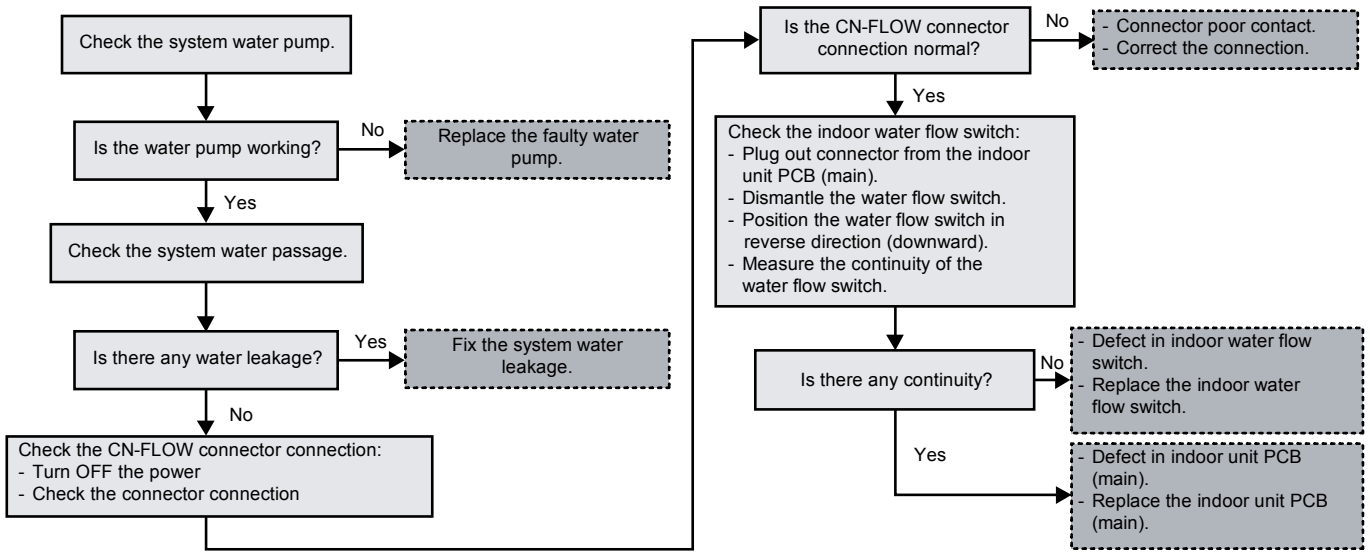 Check the system water pump.
Is the water pump working?
No
Replace the faulty water
pump.
Yes
Check the system water passage.
Is there any water leakage?
Yes
Fix the system water
leakage.
No
Check the CN-FLOW connector connection:
- Turn OFF the power
- Check the connector connection
Is the CN-FLOW connector
connection normal?
No
- Connector poor contact.
- Correct the connection.
Yes
Check the indoor water flow switch:
- Plug out connector from the indoor
unit PCB (main).
- Dismantle the water flow switch.
- Position the water flow switch in
reverse direction (downward).
- Measure the continuity of the
water flow switch.
Is there any continuity?
No
- Defect in indoor water flow
switch.
- Replace the indoor water
flow switch.
Yes
- Defect in indoor unit PCB
(main).
- Replace the indoor unit PCB
(main).